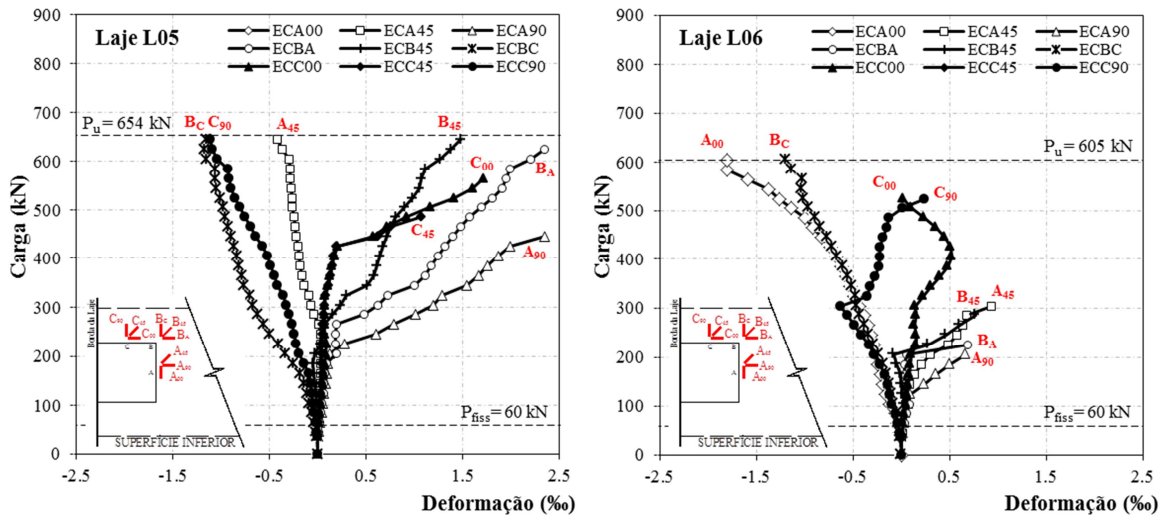 900
800
700
600
500
400
300
200
100
0
Carga (kN)
Laje L05
ECA00 ECA45 ECA90
ECBA ECB45 ECBC
ECC00 ECC45 ECC90
Pu = 654 kN
BC C90 A45 B45
C00
BA
C45
A90
Borda da Laje
C90 C45 BC B45
C00 BA
C B
A45
A A90
A00
SUPERFÍCIE INFERIOR
Pfiss= 60 kN
-2.5 -1.5 -0.5 0.5 1.5 2.5
Deformação (‰)
900
800
700
600
500
400
300
200
100
0
Carga (kN)
Laje L06
ECA00 ECA45 ECA90
ECBA ECB45 ECBC
ECC00 ECC45 ECC90
A00 BC
Pu = 605 kN
C00 C90
B45 A45
BA
A90
Borda da Laje
C90 C45 BC B45
C00 BA
C B
A45
A A90
A00
SUPERFÍCIE INFERIOR
Pfiss= 60 kN
-2.5 -1.5 -0.5 0.5 1.5 2.5
Deformação (‰)